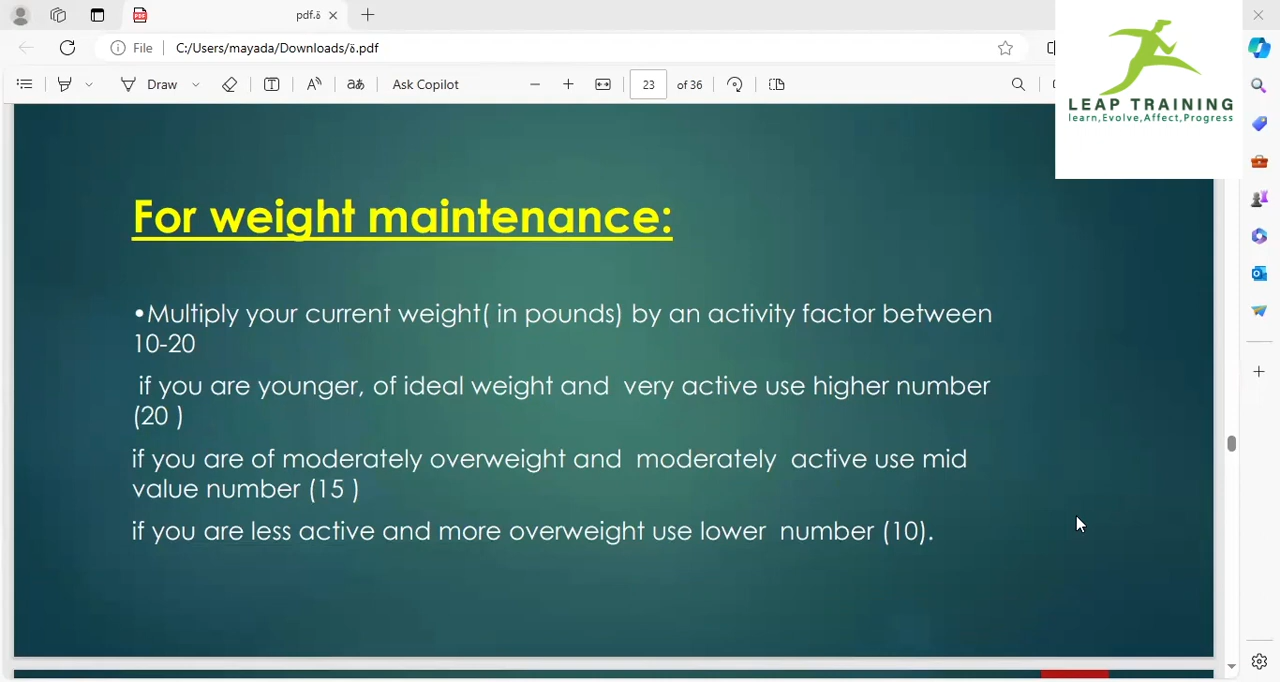 pdf.ة
File
C:/Users/mayada/Downloads/ة.pdf
Draw
Ask Copilot
23 of 36
LEAP TRAINING
learn,Evolve,Affect,Progress
For weight maintenance:
•Multiply your current weight( in pounds) by an activity factor between
10-20
if you are younger, of ideal weight and very active use higher number
(20 )
if you are of moderately overweight and moderately active use mid
value number (15 )
if you are less active and more overweight use lower number (10).